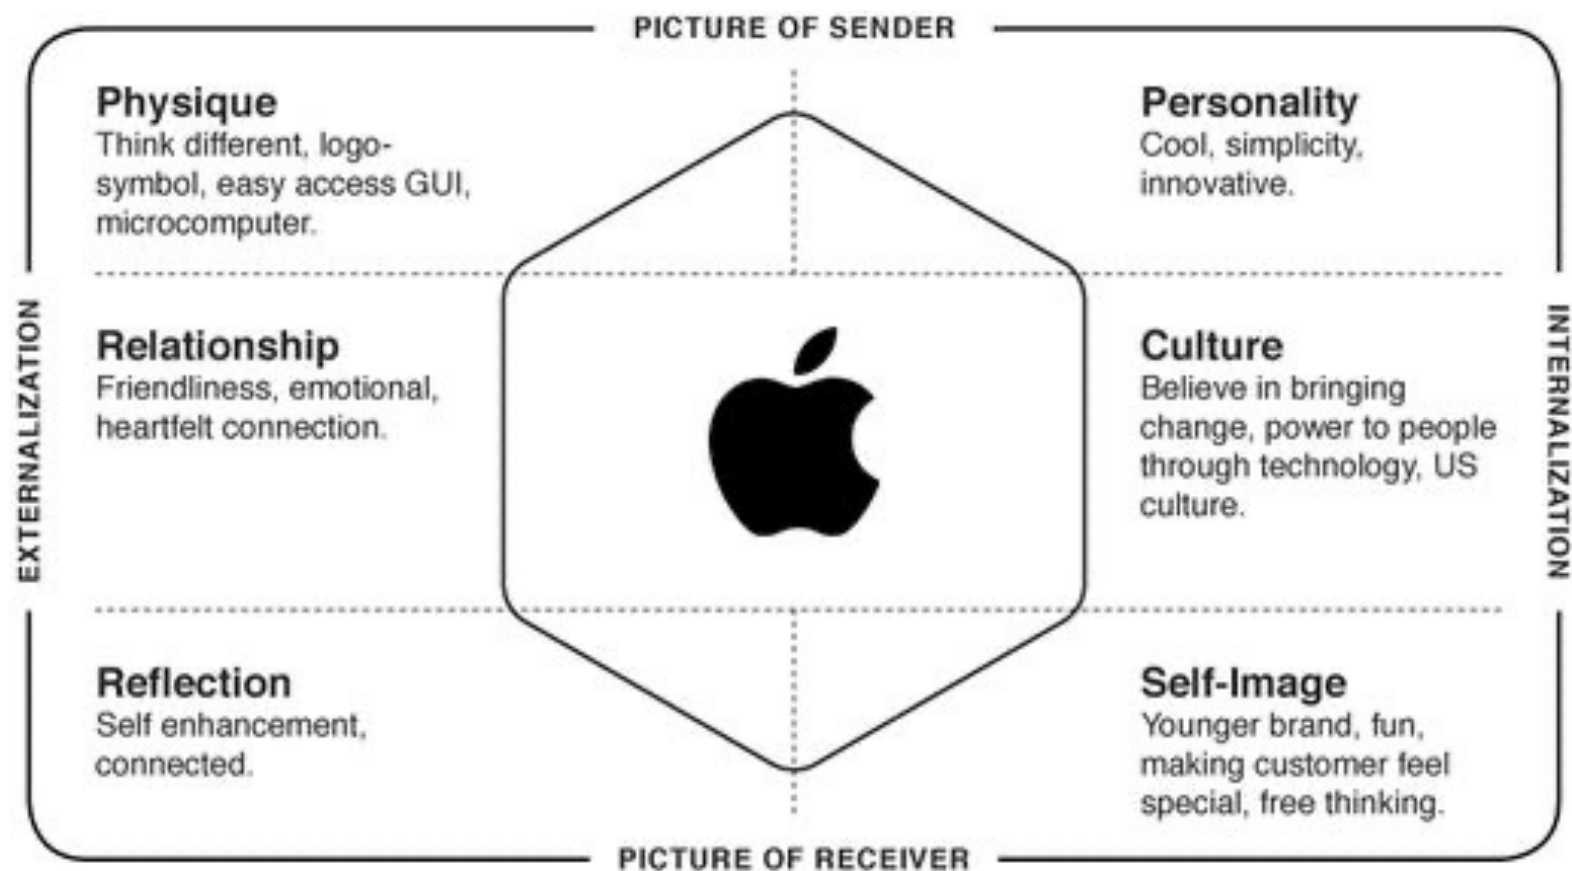 PICTURE OF SENDER
Physique
Think different, logo-
symbol, easy access GUI,
microcomputer.
Personality
Cool, simplicity,
innovative.
EXTERNALIZATION
Relationship
Friendliness, emotional,
heartfelt connection.
Culture
Believe in bringing
change, power to people
through technology, US
culture.
INTERNALIZATION
Reflection
Self enhancement,
connected.
Self-Image
Younger brand, fun,
making customer feel
special, free thinking.
PICTURE OF RECEIVER